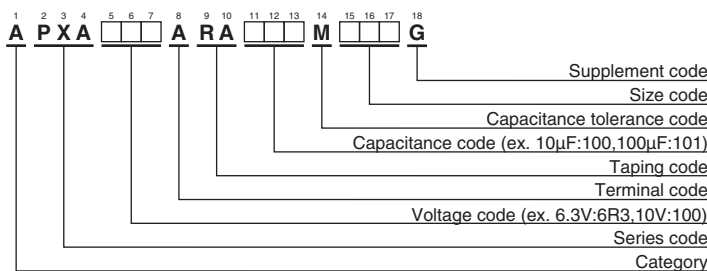 1 2 3 4 5 6 7 8 9 10 11 12 13 14 15 16 17 18
A P X A □□□ A R A □□□ M □□□ G
Supplement code
Size code
Capacitance tolerance code
Capacitance code (ex. 10μF:100,100μF:101)
Taping code
Terminal code
Voltage code (ex. 6.3V:6R3,10V:100)
Series code
Category